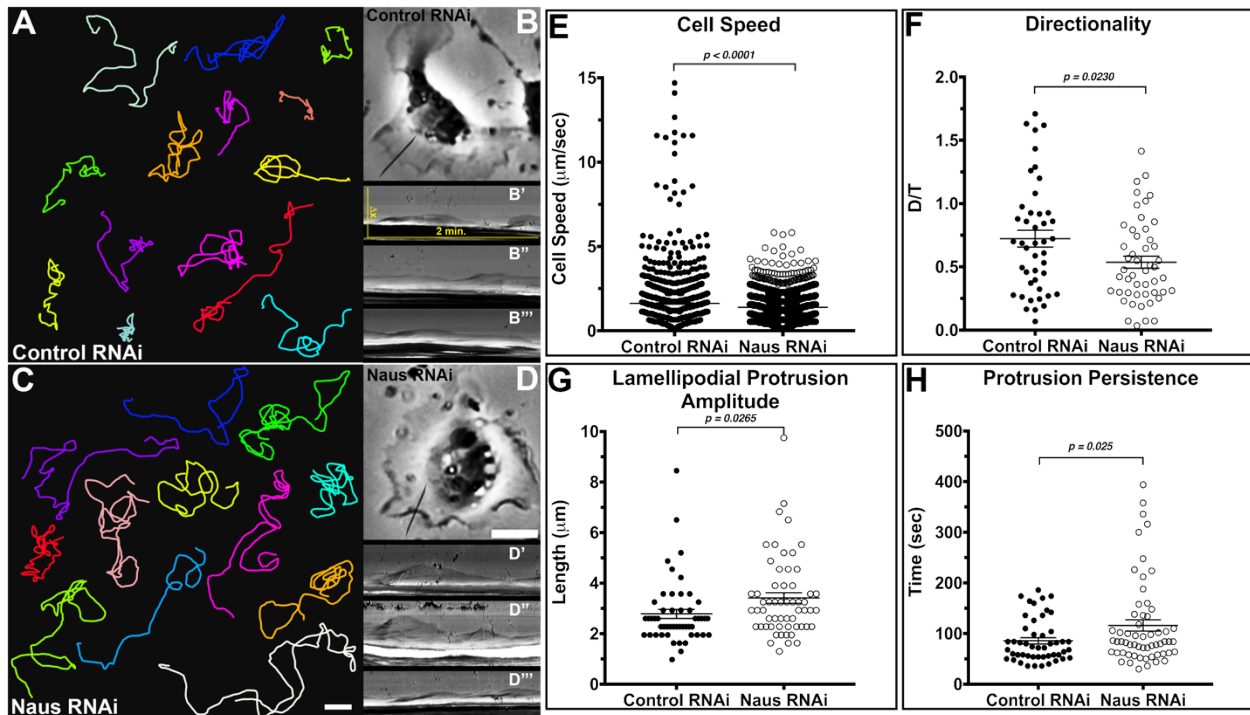 A
Control RNAi
Control RNAi
B
B'
Δx
2 min.
B''
B'''
C
Naus RNAi
Naus RNAi
D
D'
D''
D'''
E
Cell Speed
p < 0.0001
Cell Speed (μm/sec)
15
10
5
0
Control RNAi
Naus RNAi
F
Directionality
p = 0.0230
D/T
2.0
1.5
1.0
0.5
0.0
Control RNAi
Naus RNAi
G
Lamellipodial Protrusion
Amplitude
p = 0.0265
Length (μm)
10
8
6
4
2
0
Control RNAi
Naus RNAi
H
Protrusion Persistence
p = 0.025
Time (sec)
500
400
300
200
100
0
Control RNAi
Naus RNAi